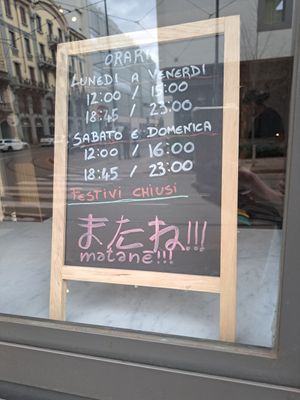 ORARI
LUNEDI A VENERDI
12:00 / 15:00
18:45 / 23:00
SABATO E DOMENICA
12:00 / 16:00
18:45 / 23:00
FESTIVI CHIUSI
またね!!!
matane!!!